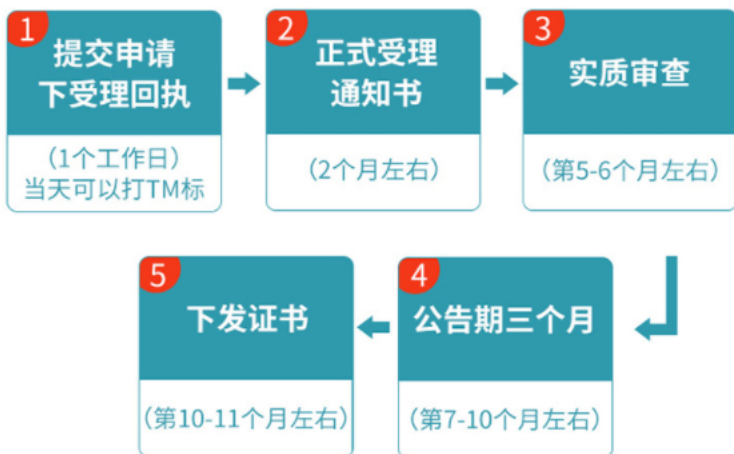 1
提交申请
下受理回执
（1个工作日）
当天可以打TM标
2
正式受理
通知书
（2个月左右）
3
实质审查
（第5-6个月左右）
4
公告期三个月
（第7-10个月左右）
5
下发证书
（第10-11个月左右）